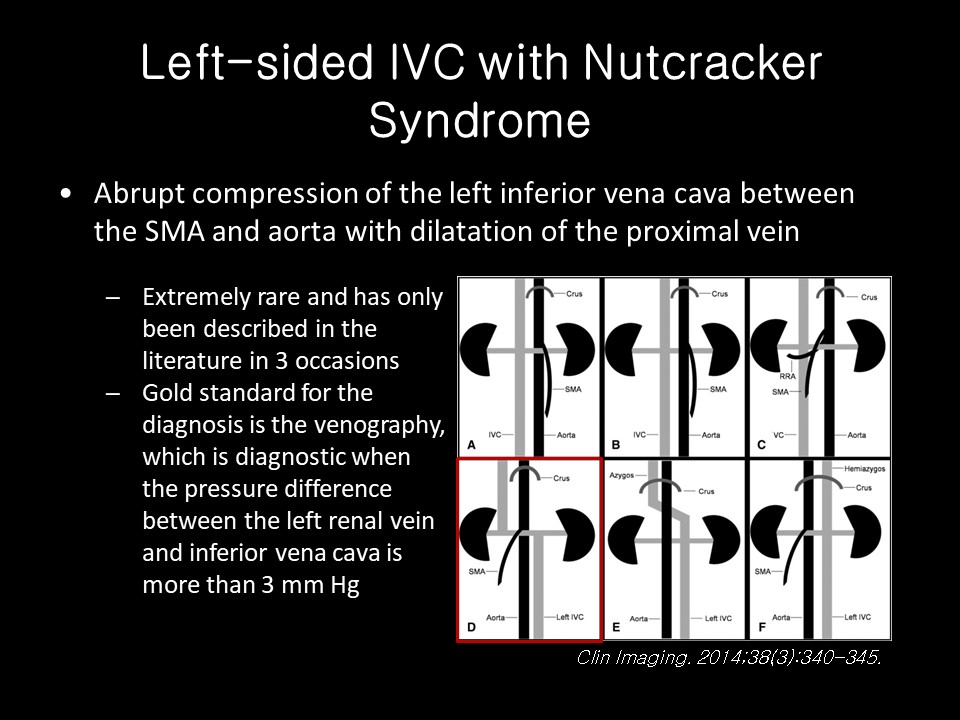 Left-sided IVC with Nutcracker
Syndrome
• Abrupt compression of the left inferior vena cava between
the SMA and aorta with dilatation of the proximal vein
– Extremely rare and has only
been described in the
literature in 3 occasions
– Gold standard for the
diagnosis is the venography,
which is diagnostic when
the pressure difference
between the left renal vein
and inferior vena cava is
more than 3 mm Hg
Crus
SMA
IVC
Aorta
A
Crus
SMA
IVC
Aorta
B
Crus
RRA
SMA
VC
Aorta
C
Crus
SMA
Aorta
Left IVC
D
Azygos
Crus
Aorta
Left IVC
E
Hemiazygos
Crus
SMA
Aorta
Left IVC
F
Clin Imaging. 2014;38(3):340-345.